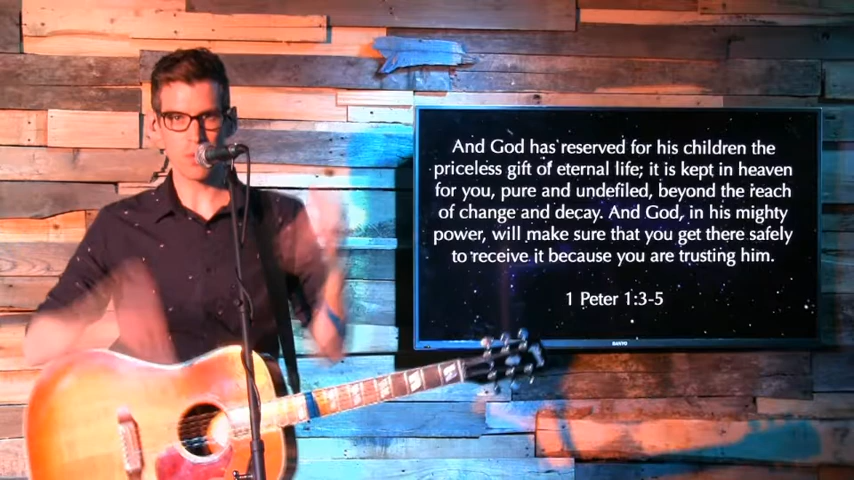 And God has reserved for his children the
priceless gift of eternal life; it is kept in heaven
for you, pure and undefiled, beyond the reach
of change and decay. And God, in his mighty
power, will make sure that you get there safely
to receive it because you are trusting him.
1 Peter 1:3-5
SANYO